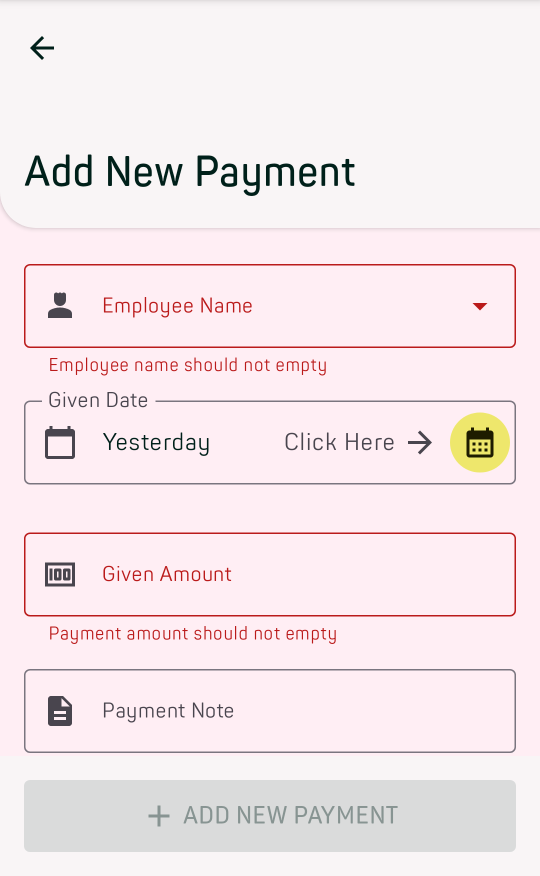 Add New Payment
Employee Name
Employee name should not empty
Given Date
Yesterday Click Here
100 Given Amount
Payment amount should not empty
Payment Note
ADD NEW PAYMENT